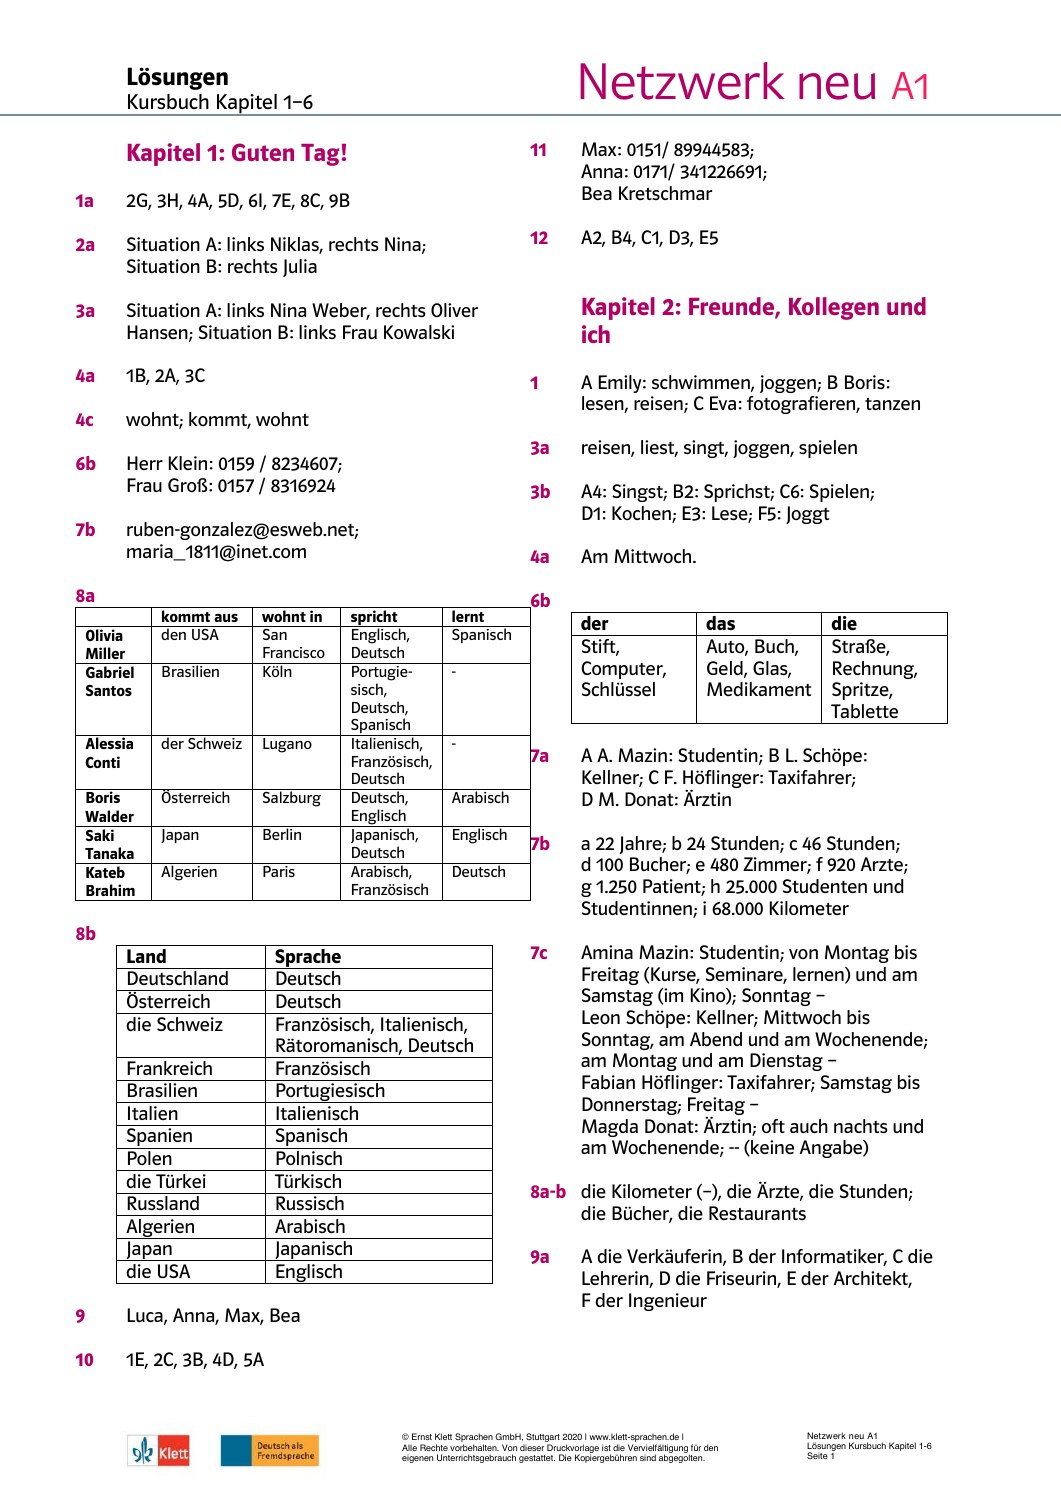 Lösungen
Kursbuch Kapitel 1–6
Netzwerk neu A1
Kapitel 1: Guten Tag!
1a 2G, 3H, 4A, 5D, 6I, 7E, 8C, 9B
2a Situation A: links Niklas, rechts Nina;
Situation B: rechts Julia
3a Situation A: links Nina Weber, rechts Oliver
Hansen; Situation B: links Frau Kowalski
4a 1B, 2A, 3C
4c wohnt; kommt, wohnt
6b Herr Klein: 0159 / 8234607;
Frau Groß: 0157 / 8316924
7b ruben-gonzalez@esweb.net;
maria_1811@inet.com
8a
kommt aus wohnt in spricht lernt
Olivia den USA San Englisch, Spanisch
Miller Francisco Deutsch
Gabriel Brasilien Köln Portugie- -
Santos sisch,
Deutsch,
Spanisch
Alessia der Schweiz Lugano Italienisch, -
Conti Französisch,
Deutsch
Boris Österreich Salzburg Deutsch, Arabisch
Walder Englisch
Saki Japan Berlin Japanisch, Englisch
Tanaka Deutsch
Kateb Algerien Paris Arabisch, Deutsch
Brahim Französisch
8b
Land Sprache
Deutschland Deutsch
Österreich Deutsch
die Schweiz Französisch, Italienisch,
Rätoromanisch, Deutsch
Frankreich Französisch
Brasilien Portugiesisch
Italien Italienisch
Spanien Spanisch
Polen Polnisch
die Türkei Türkisch
Russland Russisch
Algerien Arabisch
Japan Japanisch
die USA Englisch
9 Luca, Anna, Max, Bea
10 1E, 2C, 3B, 4D, 5A
11 Max: 0151/ 89944583;
Anna: 0171/ 341226691;
Bea Kretschmar
12 A2, B4, C1, D3, E5
Kapitel 2: Freunde, Kollegen und
ich
1 A Emily: schwimmen, joggen; B Boris:
lesen, reisen; C Eva: fotografieren, tanzen
3a reisen, liest, singt, joggen, spielen
3b A4: Singst; B2: Sprichst; C6: Spielen;
D1: Kochen; E3: Lese; F5: Joggt
4a Am Mittwoch.
6b
der das die
Stift, Auto, Buch, Straße,
Computer, Geld, Glas, Rechnung,
Schlüssel Medikament Spritze,
Tablette
7a A A. Mazin: Studentin; B L. Schöpe:
Kellner; C F. Höflinger: Taxifahrer;
D M. Donat: Ärztin
7b a 22 Jahre; b 24 Stunden; c 46 Stunden;
d 100 Bucher; e 480 Zimmer; f 920 Arzte;
g 1.250 Patient; h 25.000 Studenten und
Studentinnen; i 68.000 Kilometer
7c Amina Mazin: Studentin; von Montag bis
Freitag (Kurse, Seminare, lernen) und am
Samstag (im Kino); Sonntag –
Leon Schöpe: Kellner; Mittwoch bis
Sonntag, am Abend und am Wochenende;
am Montag und am Dienstag –
Fabian Höflinger: Taxifahrer; Samstag bis
Donnerstag; Freitag –
Magda Donat: Ärztin; oft auch nachts und
am Wochenende; -- (keine Angabe)
8a-b die Kilometer (–), die Ärzte, die Stunden;
die Bücher, die Restaurants
9a A die Verkäuferin, B der Informatiker, C die
Lehrerin, D die Friseurin, E der Architekt,
F der Ingenieur
Klett
Deutsch als
Fremdsprache
© Ernst Klett Sprachen GmbH, Stuttgart 2020 | www.klett-sprachen.de |
Alle Rechte vorbehalten. Von dieser Druckvorlage ist die Vervielfältigung für den
eigenen Unterrichtsgebrauch gestattet. Die Kopiergebühren sind abgegolten.
Netzwerk neu A1
Lösungen Kursbuch Kapitel 1-6
Seite 1